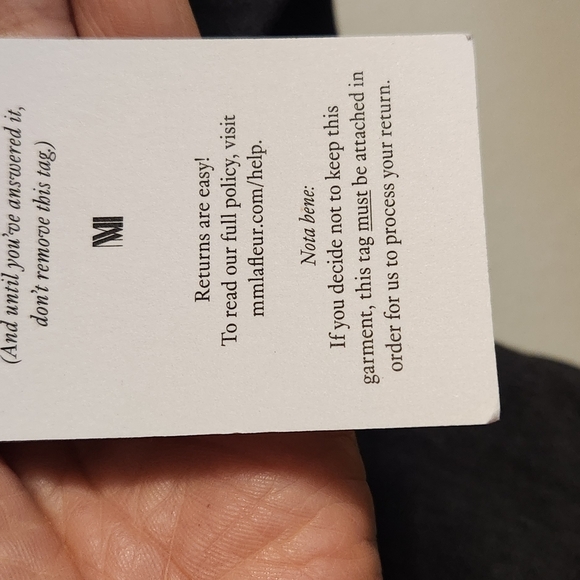 (And until you've answered it,
don't remove this tag.)
MM
Returns are easy!
To read our full policy, visit
mmlafleur.com/help.
Nota bene:
If you decide not to keep this
garment, this tag must be attached in
order for us to process your return.